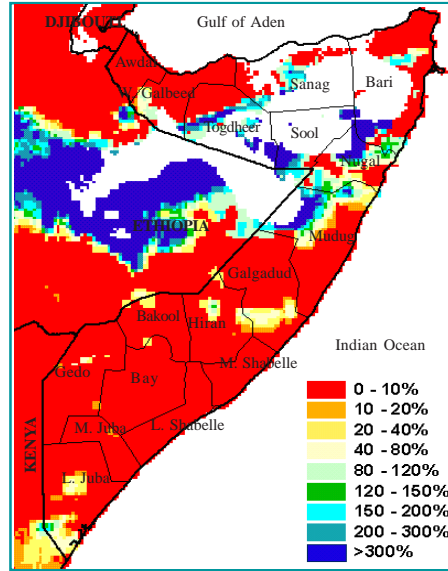 DJIBOUTI
Gulf of Aden
Awdal
Sanag
Bari
W. Galbeed
Togdheer
Sool
Nugal
ETHIOPIA
Mudug
Galgadud
Bakool
Hiran
Indian Ocean
Gedo
Bay
M. Shabelle
M. Juba
L. Shabelle
KENYA
L. Juba
0 - 10%
10 - 20%
20 - 40%
40 - 80%
80 - 120%
120 - 150%
150 - 200%
200 - 300%
>300%